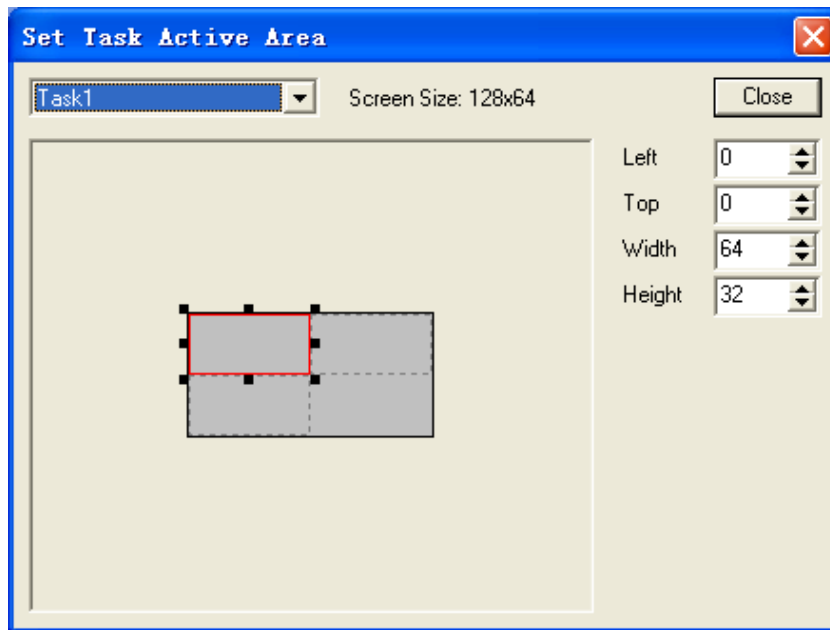 Set Task Active Area
Task1
Screen Size: 128x64
Close
Left 0
Top 0
Width 64
Height 32